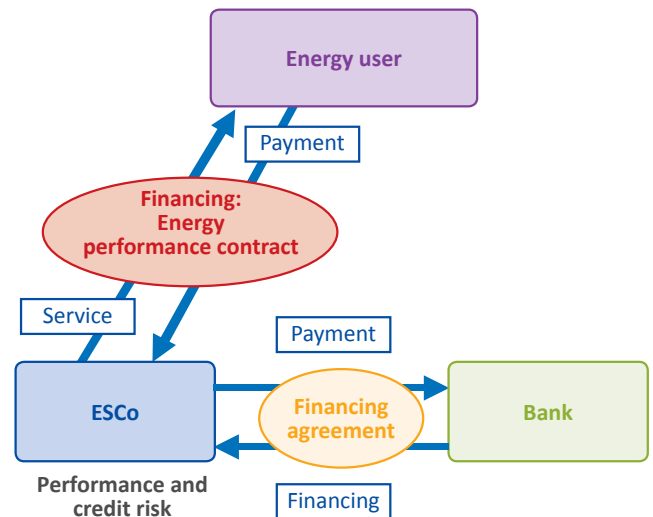 Energy user
Payment
Financing:
Energy
performance contract
Service
Payment
ESCo
Financing
agreement
Bank
Performance and
credit risk
Financing